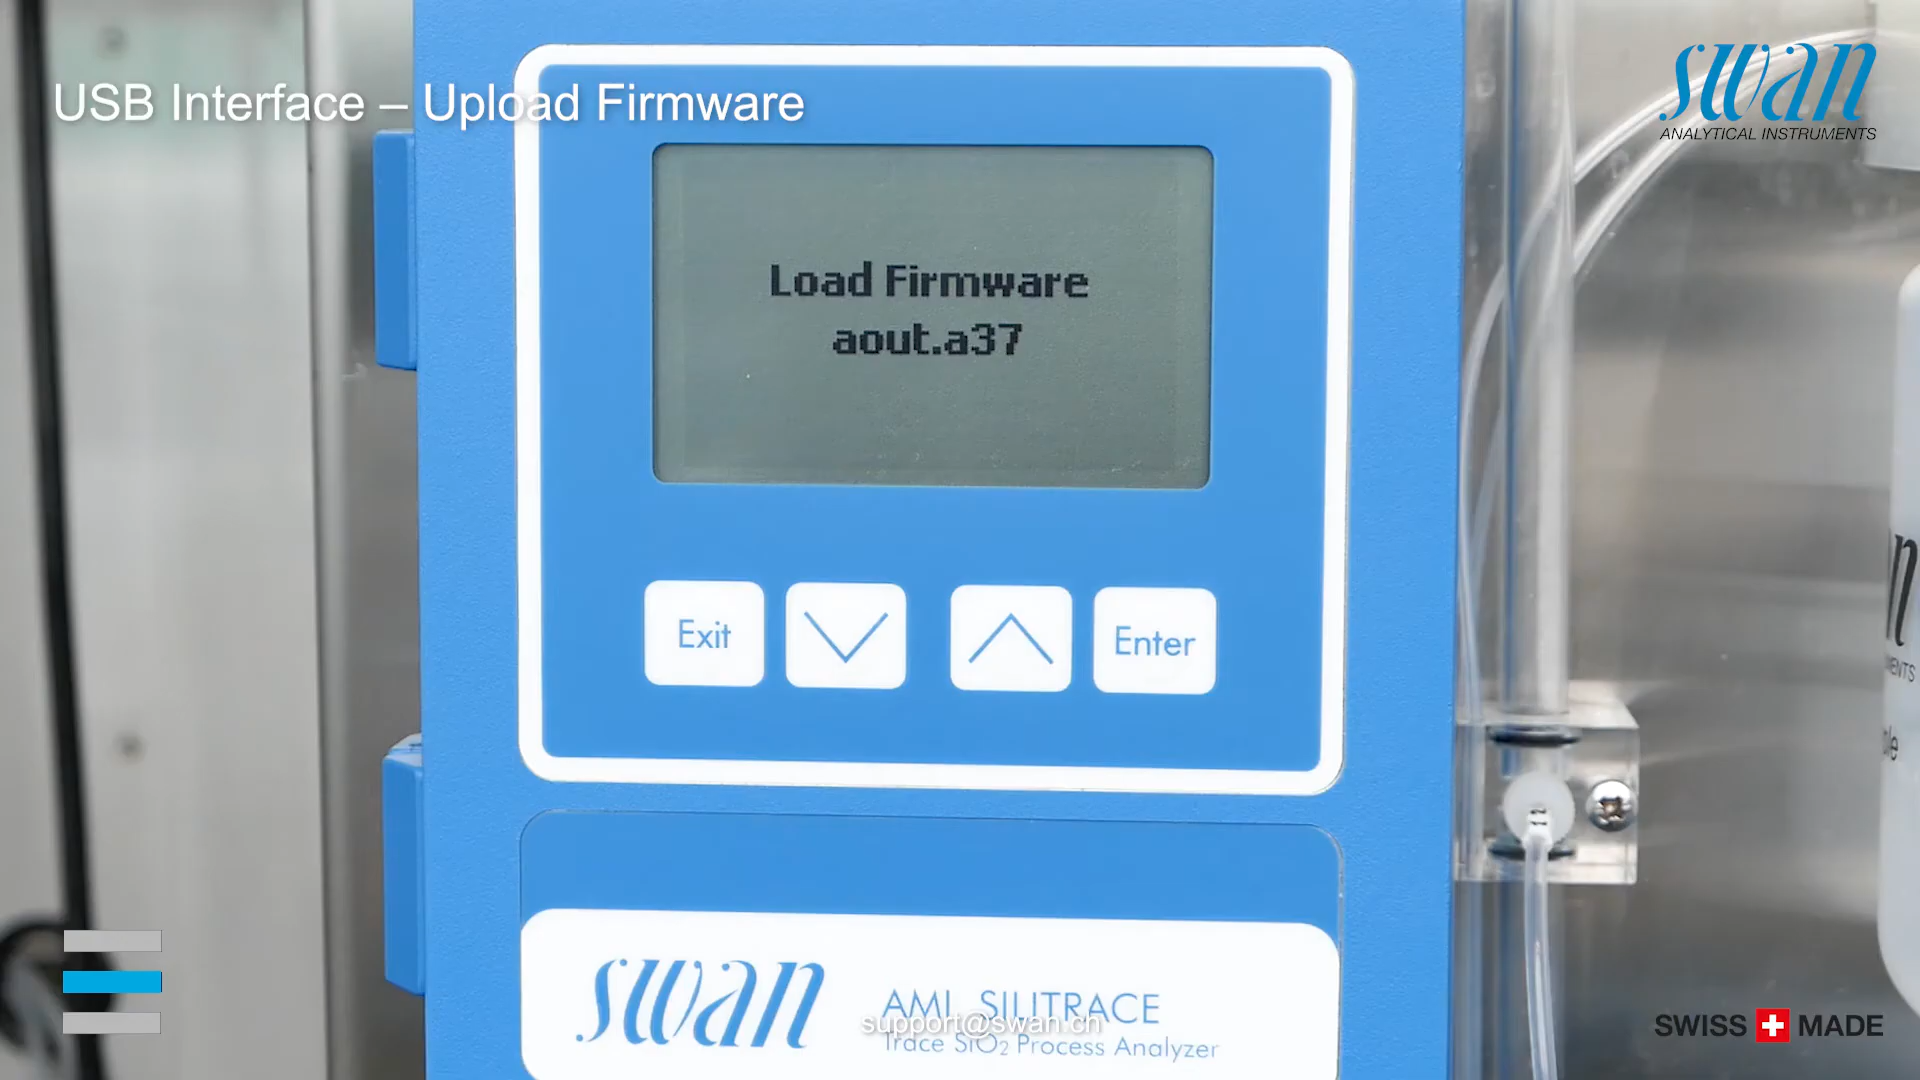 USB Interface – Upload Firmware
swan
ANALYTICAL INSTRUMENTS
Load Firmware
aout.a37
Exit
Enter
swan
AMI SILITRACE
Trace SiO₂ Process Analyzer
support@swan.cn
SWISS MADE